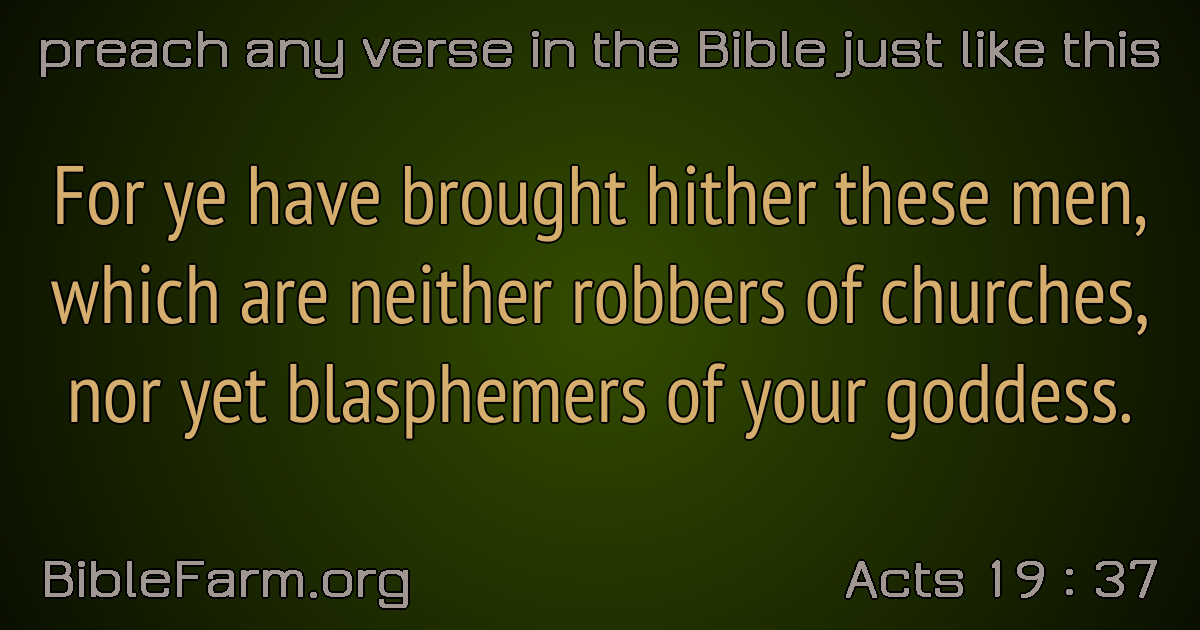 preach any verse in the Bible just like this
For ye have brought hither these men,
which are neither robbers of churches,
nor yet blasphemers of your goddess.
BibleFarm.org
Acts 19 : 37